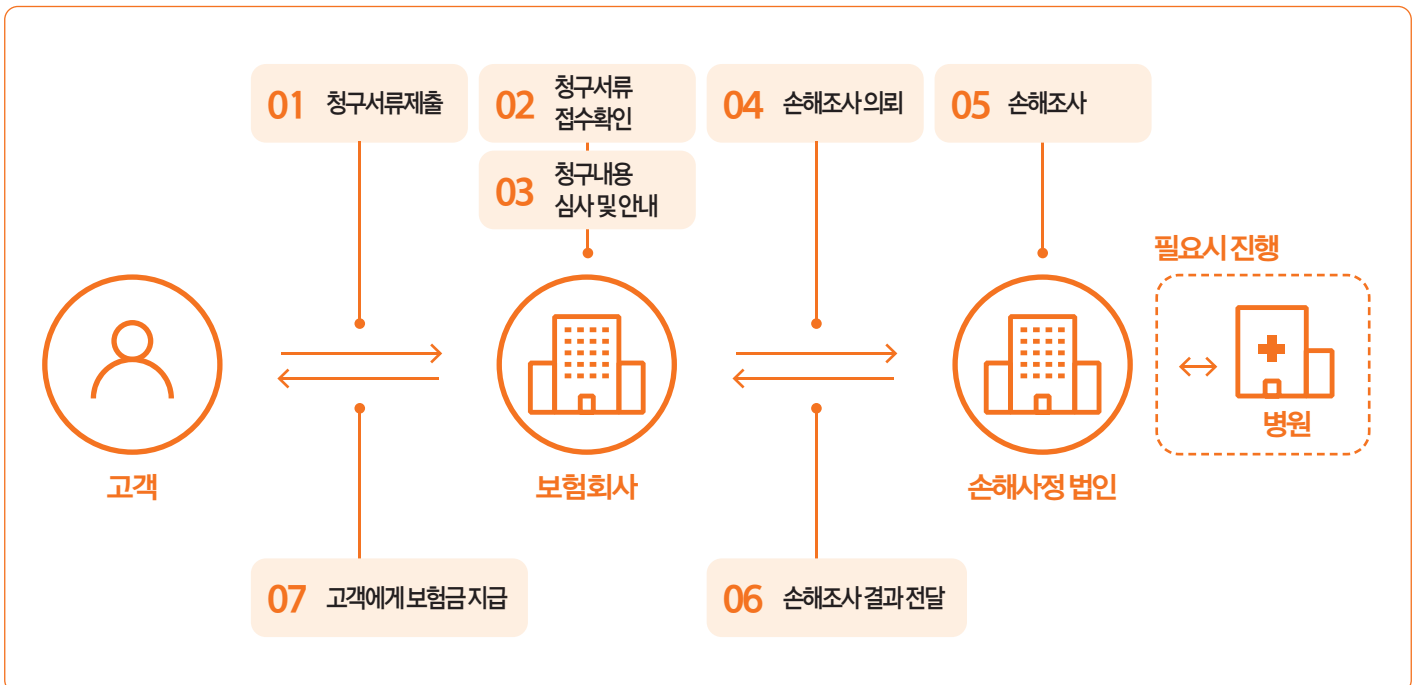 01 청구서류제출
02 청구서류
접수확인
03 청구내용
심사 및 안내
04 손해조사 의뢰
05 손해조사
필요시 진행
병원
고객
보험회사
손해사정 법인
07 고객에게 보험금 지급
06 손해조사 결과 전달